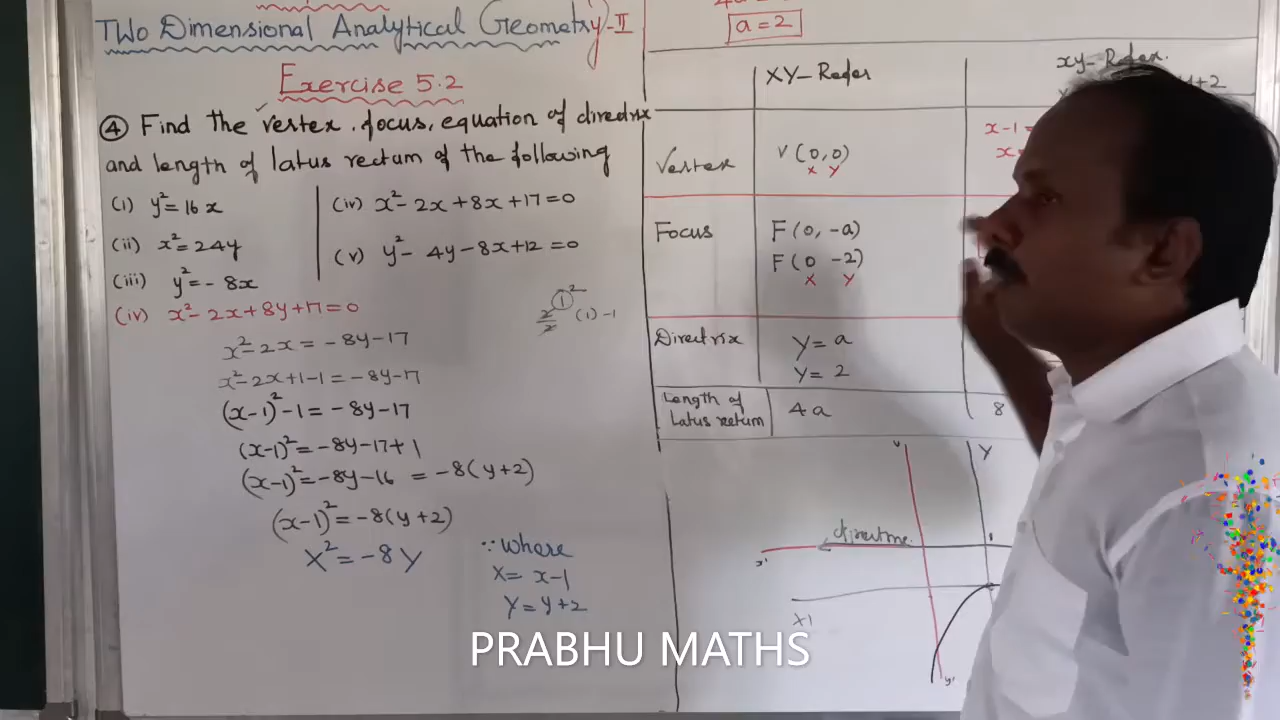 Two Dimensional Analytical Geometry-II
Exercise 5.2
④ Find the vertex, focus, equation of directrix
and length of latus rectum of the following
(i) y²=16x
(ii) x²=24y
(iii) y²=-8x
(iv) x²-2x+8x+17=0
(v) y²-4y-8x+12=0
(iv) x²-2x+8y+17=0
x²-2x=-8y-17
x²-2x+1-1=-8y-17
(x-1)²-1=-8y-17
(x-1)²=-8y-17+1
(x-1)²=-8y-16 =-8(y+2)
(x-1)²=-8(y+2)
X²=-8Y
∵ where
X=x-1
Y=y+2
(1)-1
a=2
XY-Refer
xy-Refer
Vertex V(0,0)
X Y
x-1=
Focus F(0,-a)
F(0 -2)
X Y
Directrix Y=a
Y=2
Length of
Latus rectum
4a
8
Y
directrix
x'
X1
y'
PRABHU MATHS